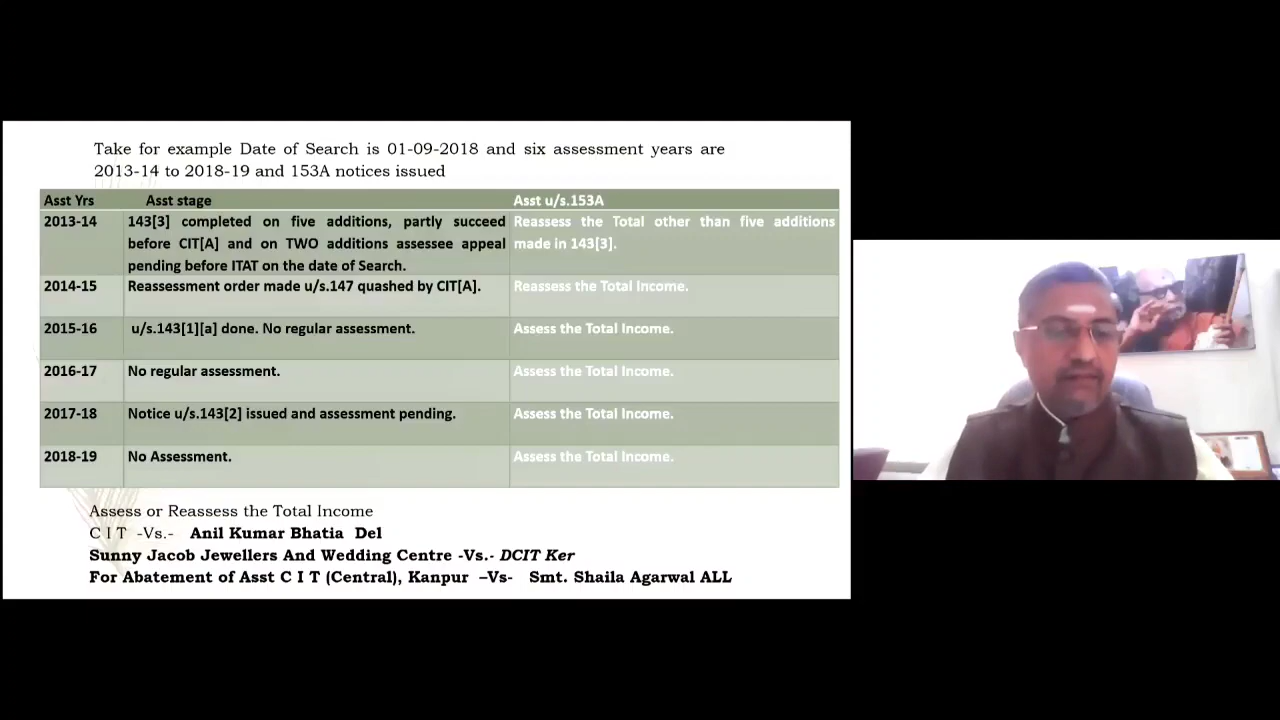 Take for example Date of Search is 01-09-2018 and six assessment years are
2013-14 to 2018-19 and 153A notices issued
Asst Yrs Asst stage Asst u/s.153A
2013-14 143[3] completed on five additions, partly succeed Reassess the Total other than five additions
before CIT[A] and on TWO additions assessee appeal made in 143[3].
pending before ITAT on the date of Search.
2014-15 Reassessment order made u/s.147 quashed by CIT[A]. Reassess the Total Income.
2015-16 u/s.143[1][a] done. No regular assessment. Assess the Total Income.
2016-17 No regular assessment. Assess the Total Income.
2017-18 Notice u/s.143[2] issued and assessment pending. Assess the Total Income.
2018-19 No Assessment. Assess the Total Income.
Assess or Reassess the Total Income
C I T -Vs.- Anil Kumar Bhatia Del
Sunny Jacob Jewellers And Wedding Centre -Vs.- DCIT Ker
For Abatement of Asst C I T (Central), Kanpur –Vs- Smt. Shaila Agarwal ALL